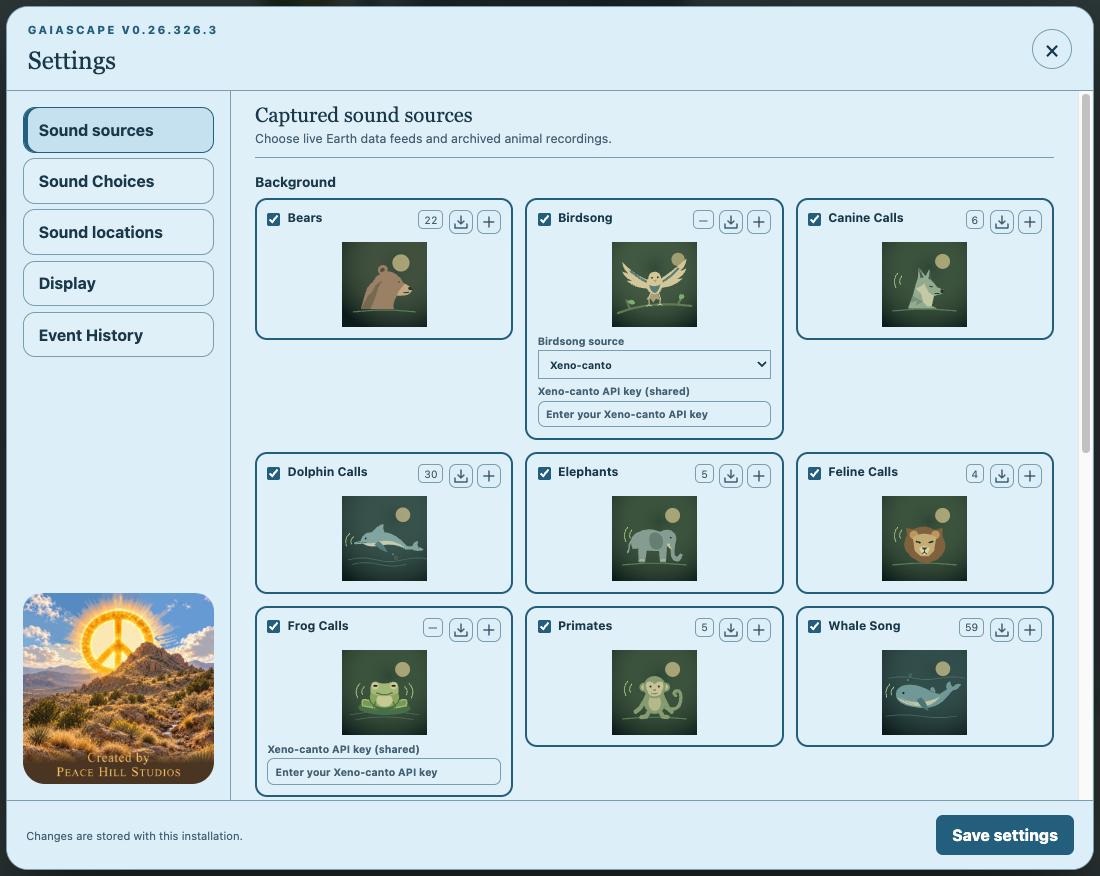 GAIASCAPE V0.26.326.3
Settings
Sound sources
Sound Choices
Sound locations
Display
Event History
Created by
PEACE HILL STUDIOS
Captured sound sources
Choose live Earth data feeds and archived animal recordings.
Background
Bears 22
Birdsong –
Birdsong source
Xeno-canto
Xeno-canto API key (shared)
Enter your Xeno-canto API key
Canine Calls 6
Dolphin Calls 30
Elephants 5
Feline Calls 4
Frog Calls –
Xeno-canto API key (shared)
Enter your Xeno-canto API key
Primates 5
Whale Song 59
Changes are stored with this installation.
Save settings